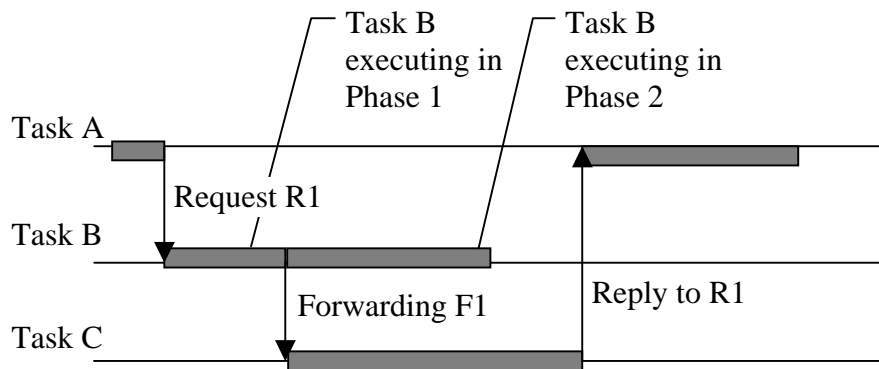 Task B
executing in
Phase 1
Task B
executing in
Phase 2
Task A
Request R1
Task B
Forwarding F1
Reply to R1
Task C